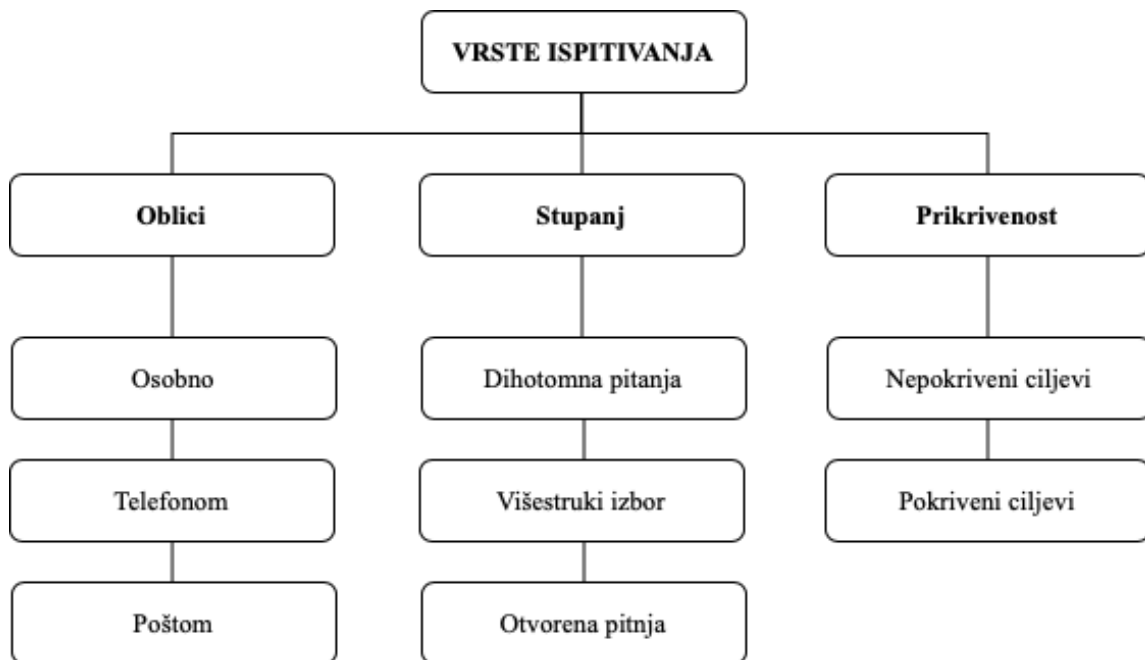 VRSTE ISPITIVANJA
Oblici
Stupanj
Prikrivenost
Osobno
Dihotomna pitanja
Nepokriveni ciljevi
Telefonom
Višestruki izbor
Pokriveni ciljevi
Poštom
Otvorena pitnja